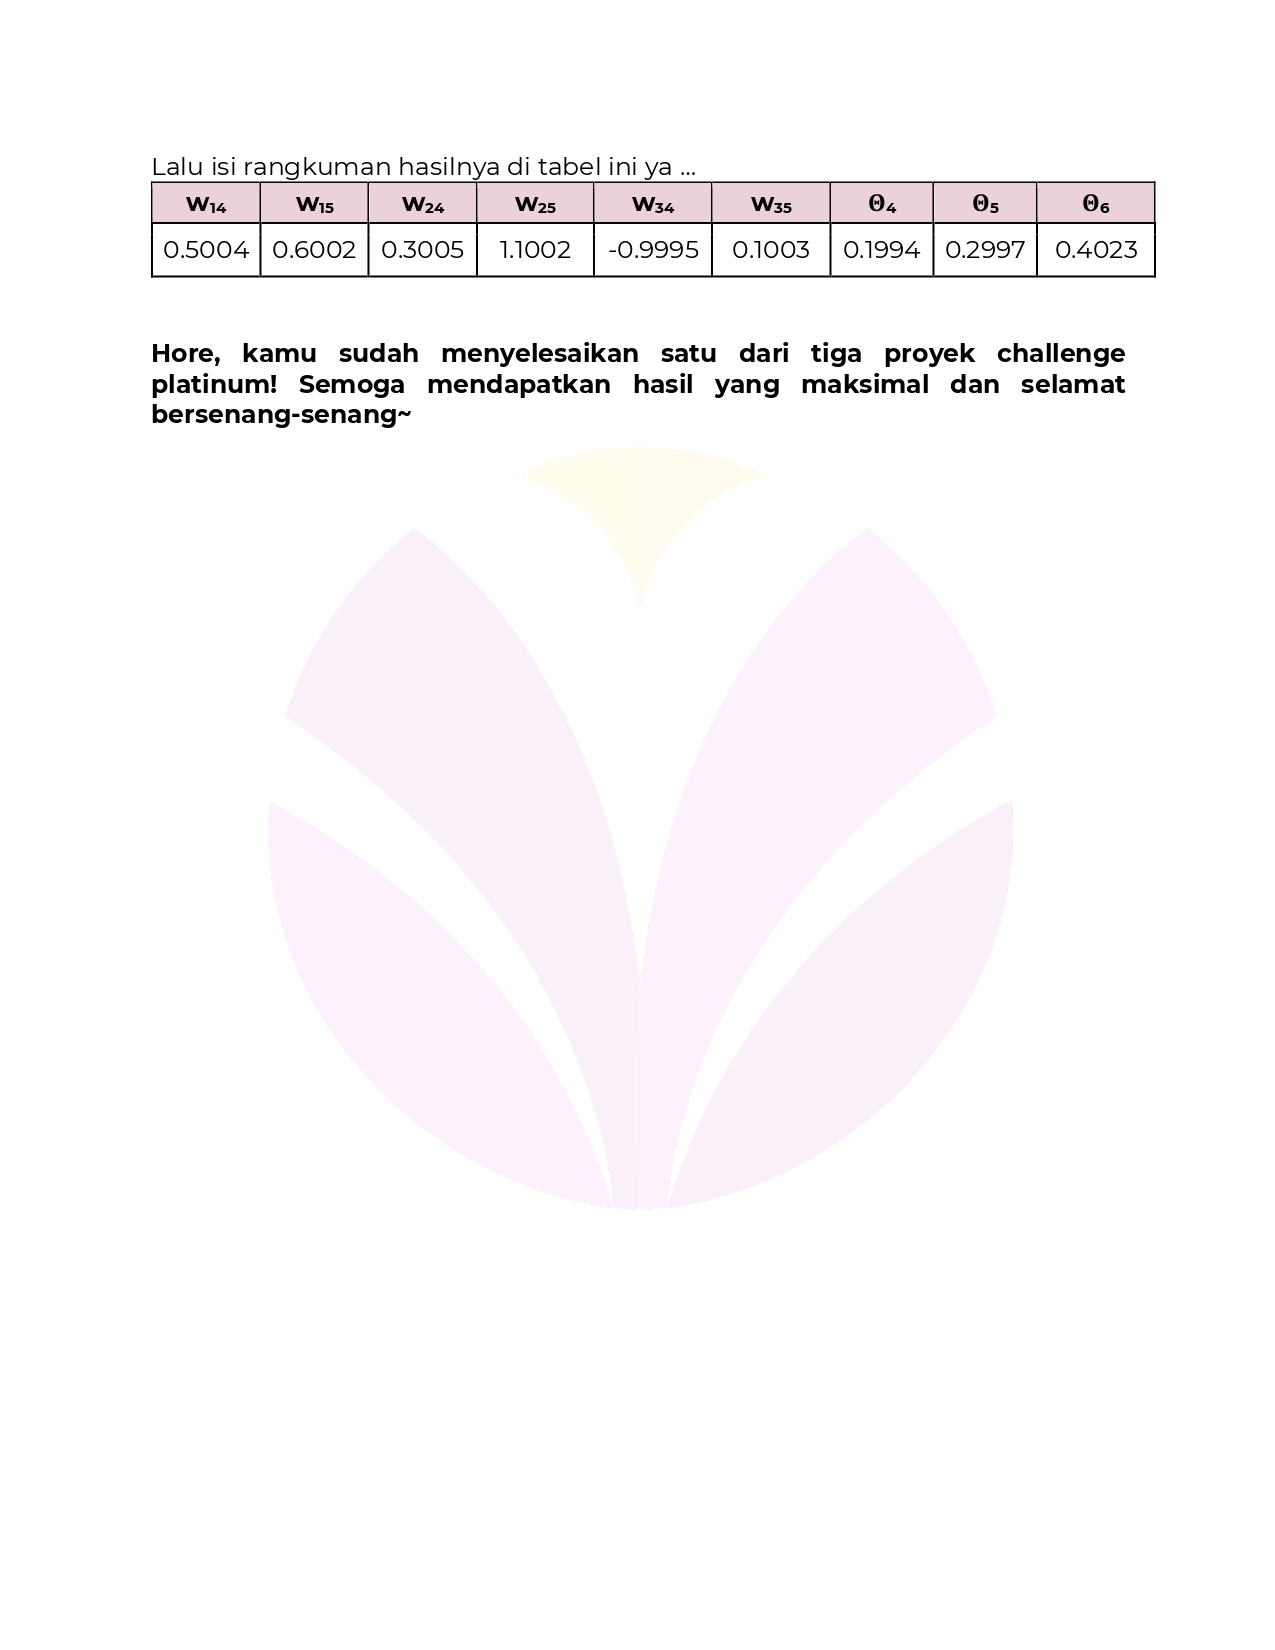 Lalu isi rangkuman hasilnya di tabel ini ya ...
W₁₄ W₁₅ W₂₄ W₂₅ W₃₄ W₃₅ Θ₄ Θ₅ Θ₆
0.5004 0.6002 0.3005 1.1002 -0.9995 0.1003 0.1994 0.2997 0.4023
Hore, kamu sudah menyelesaikan satu dari tiga proyek challenge
platinum! Semoga mendapatkan hasil yang maksimal dan selamat
bersenang-senang~